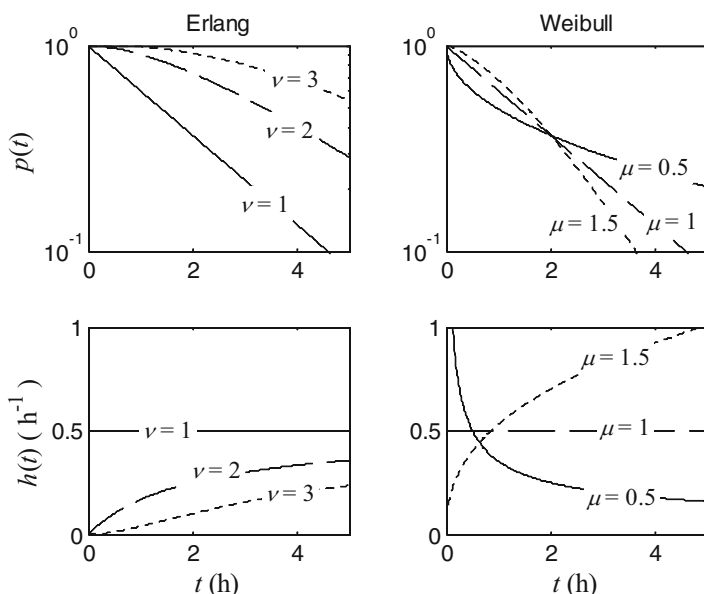 Erlang
Weibull
10^0
ν = 3
ν = 2
ν = 1
p(t)
10^-1
0
2
4
10^0
μ = 0.5
μ = 1
μ = 1.5
10^-1
0
2
4
1
ν = 1
0.5
ν = 2
ν = 3
h(t) ( h^-1)
0
0
2
4
t (h)
1
μ = 1.5
0.5
μ = 1
μ = 0.5
0
0
2
4
t (h)